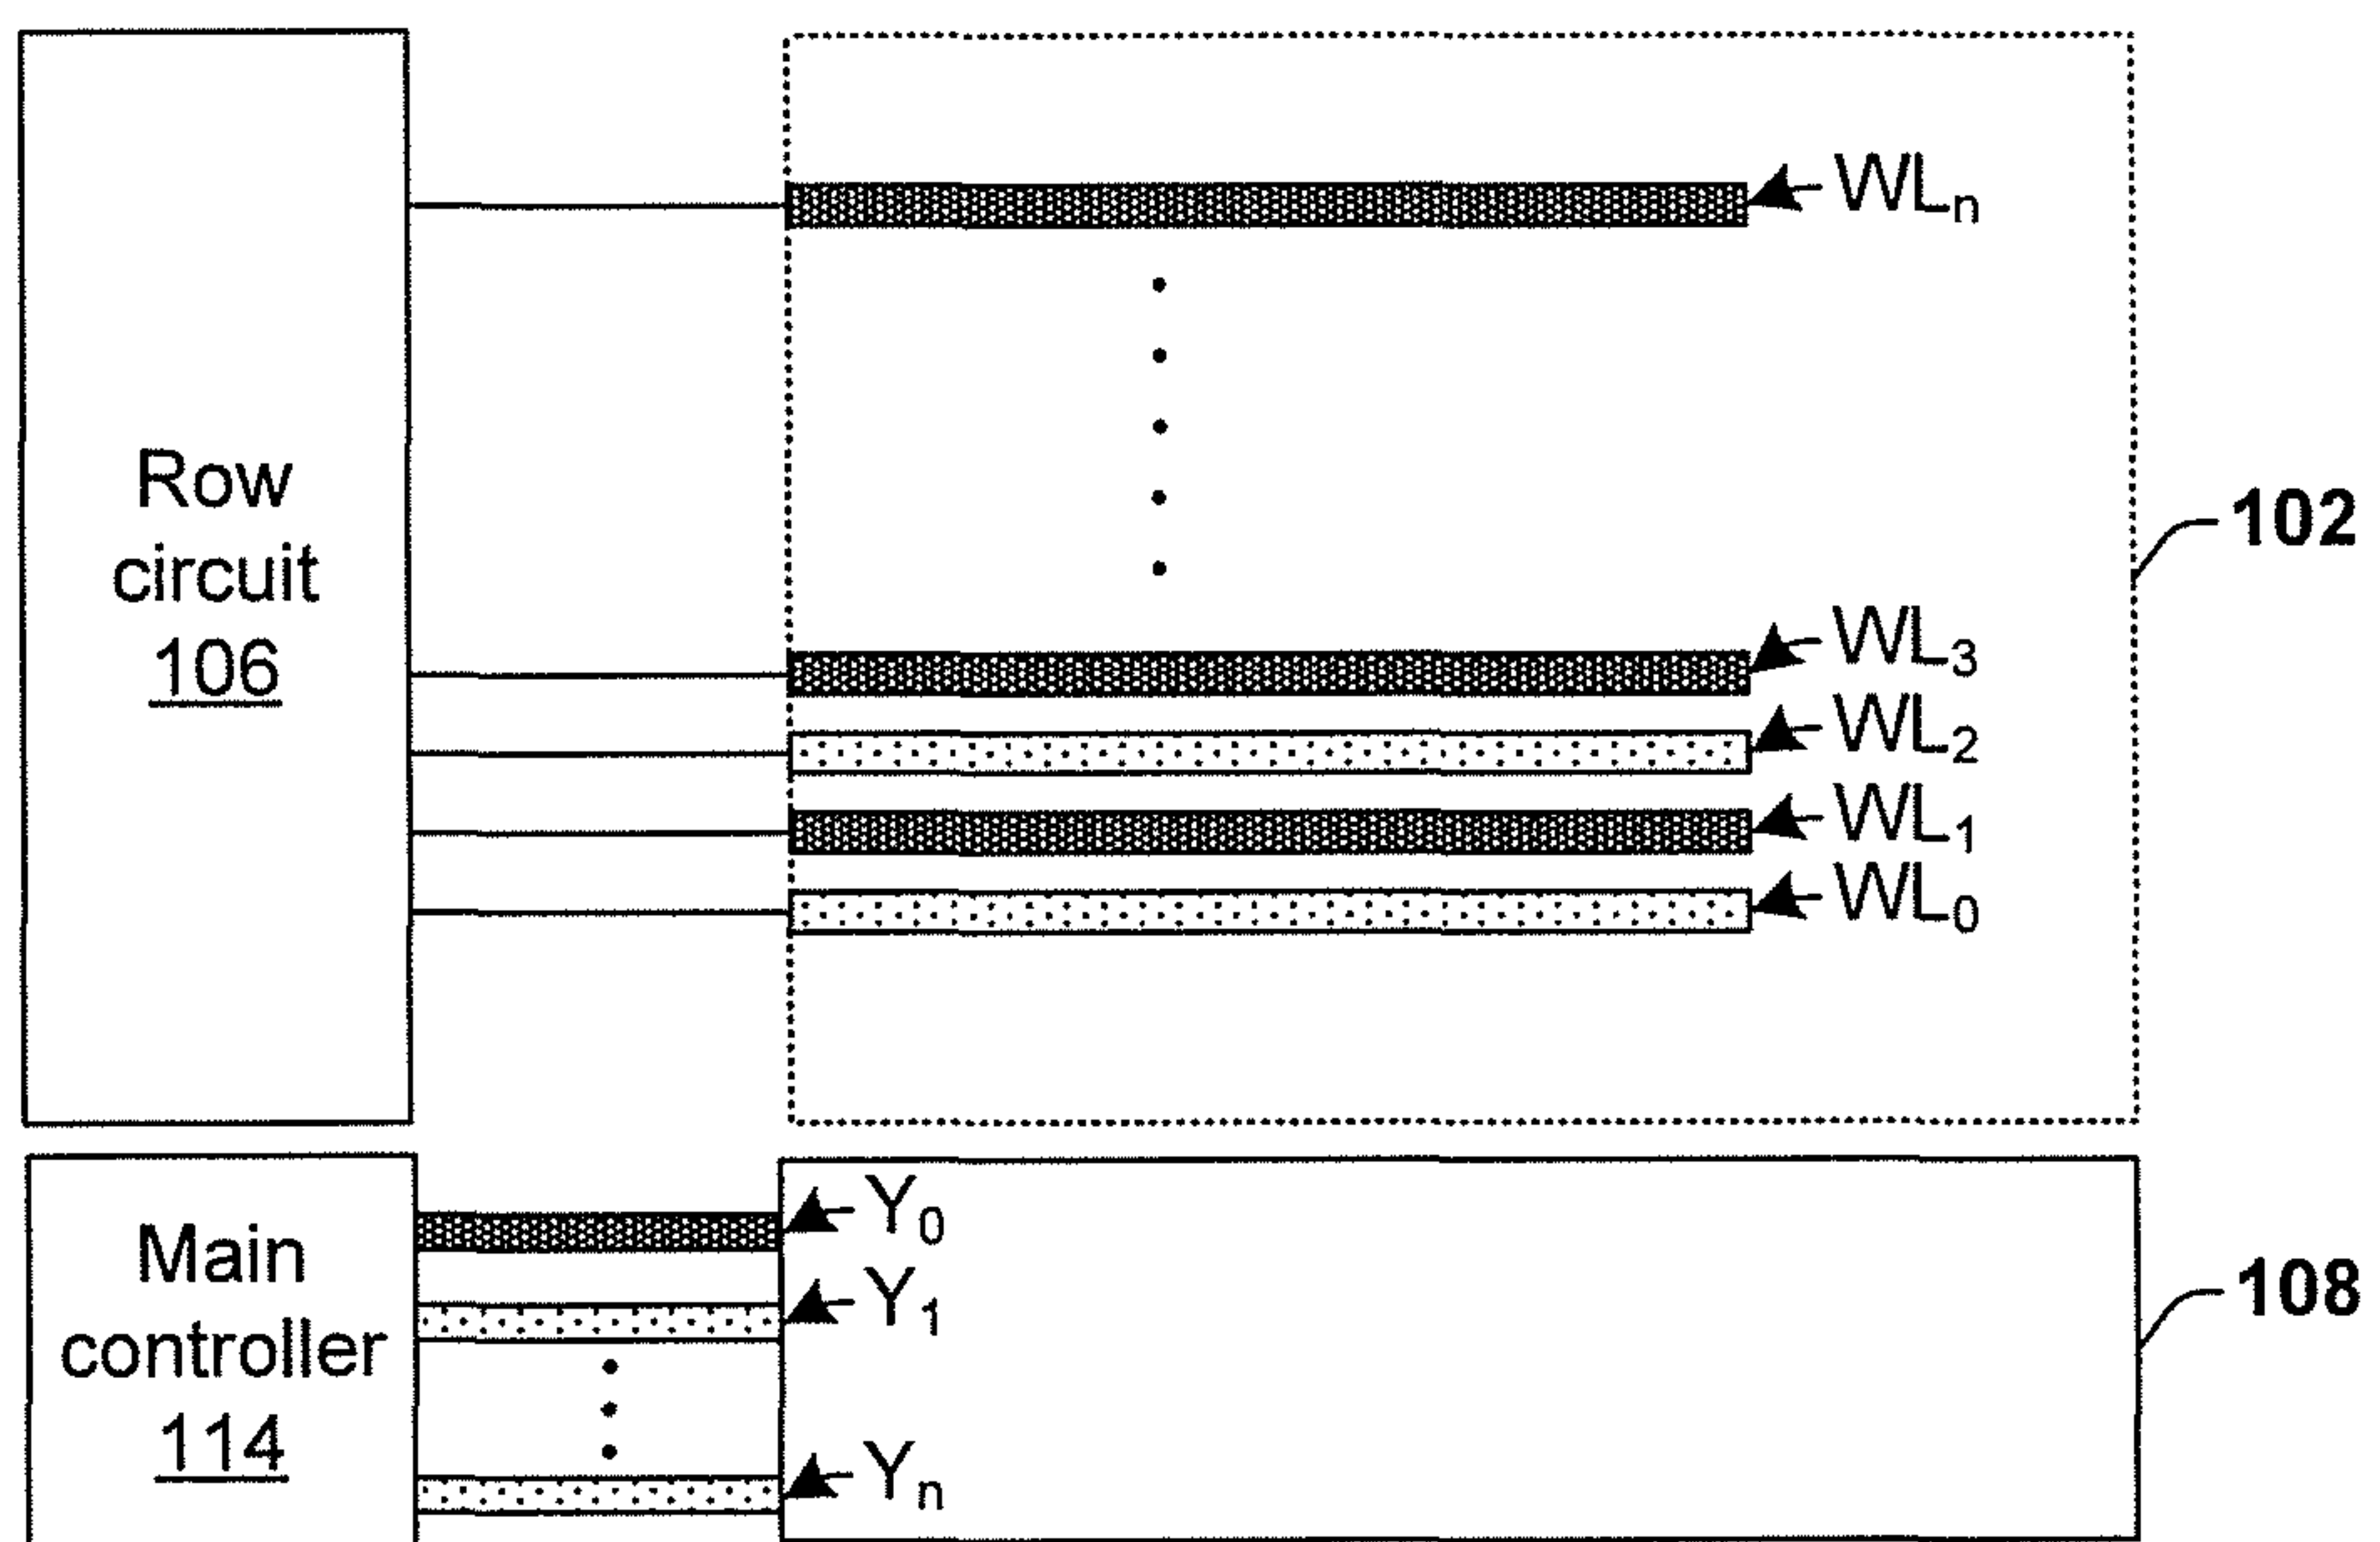 WLn
Row
circuit
106
102
WL3
WL2
WL1
WL0
Main
controller
114
Y0
Y1
Yn
108